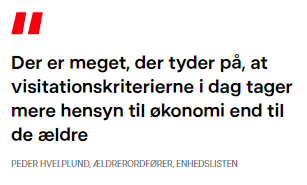 Der er meget, der tyder på, at
visitationskriterierne i dag tager
mere hensyn til økonomi end til
de ældre
PEDER HVELPLUND, ÆLDRERORDFØRER, ENHEDSLISTEN